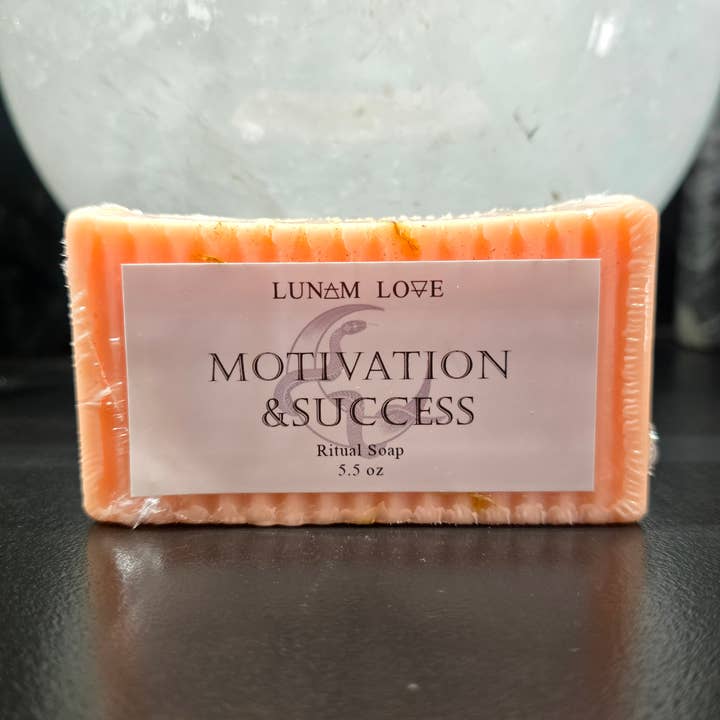 LUNAM LOVE
MOTIVATION
&SUCCESS
Ritual Soap
5.5 oz